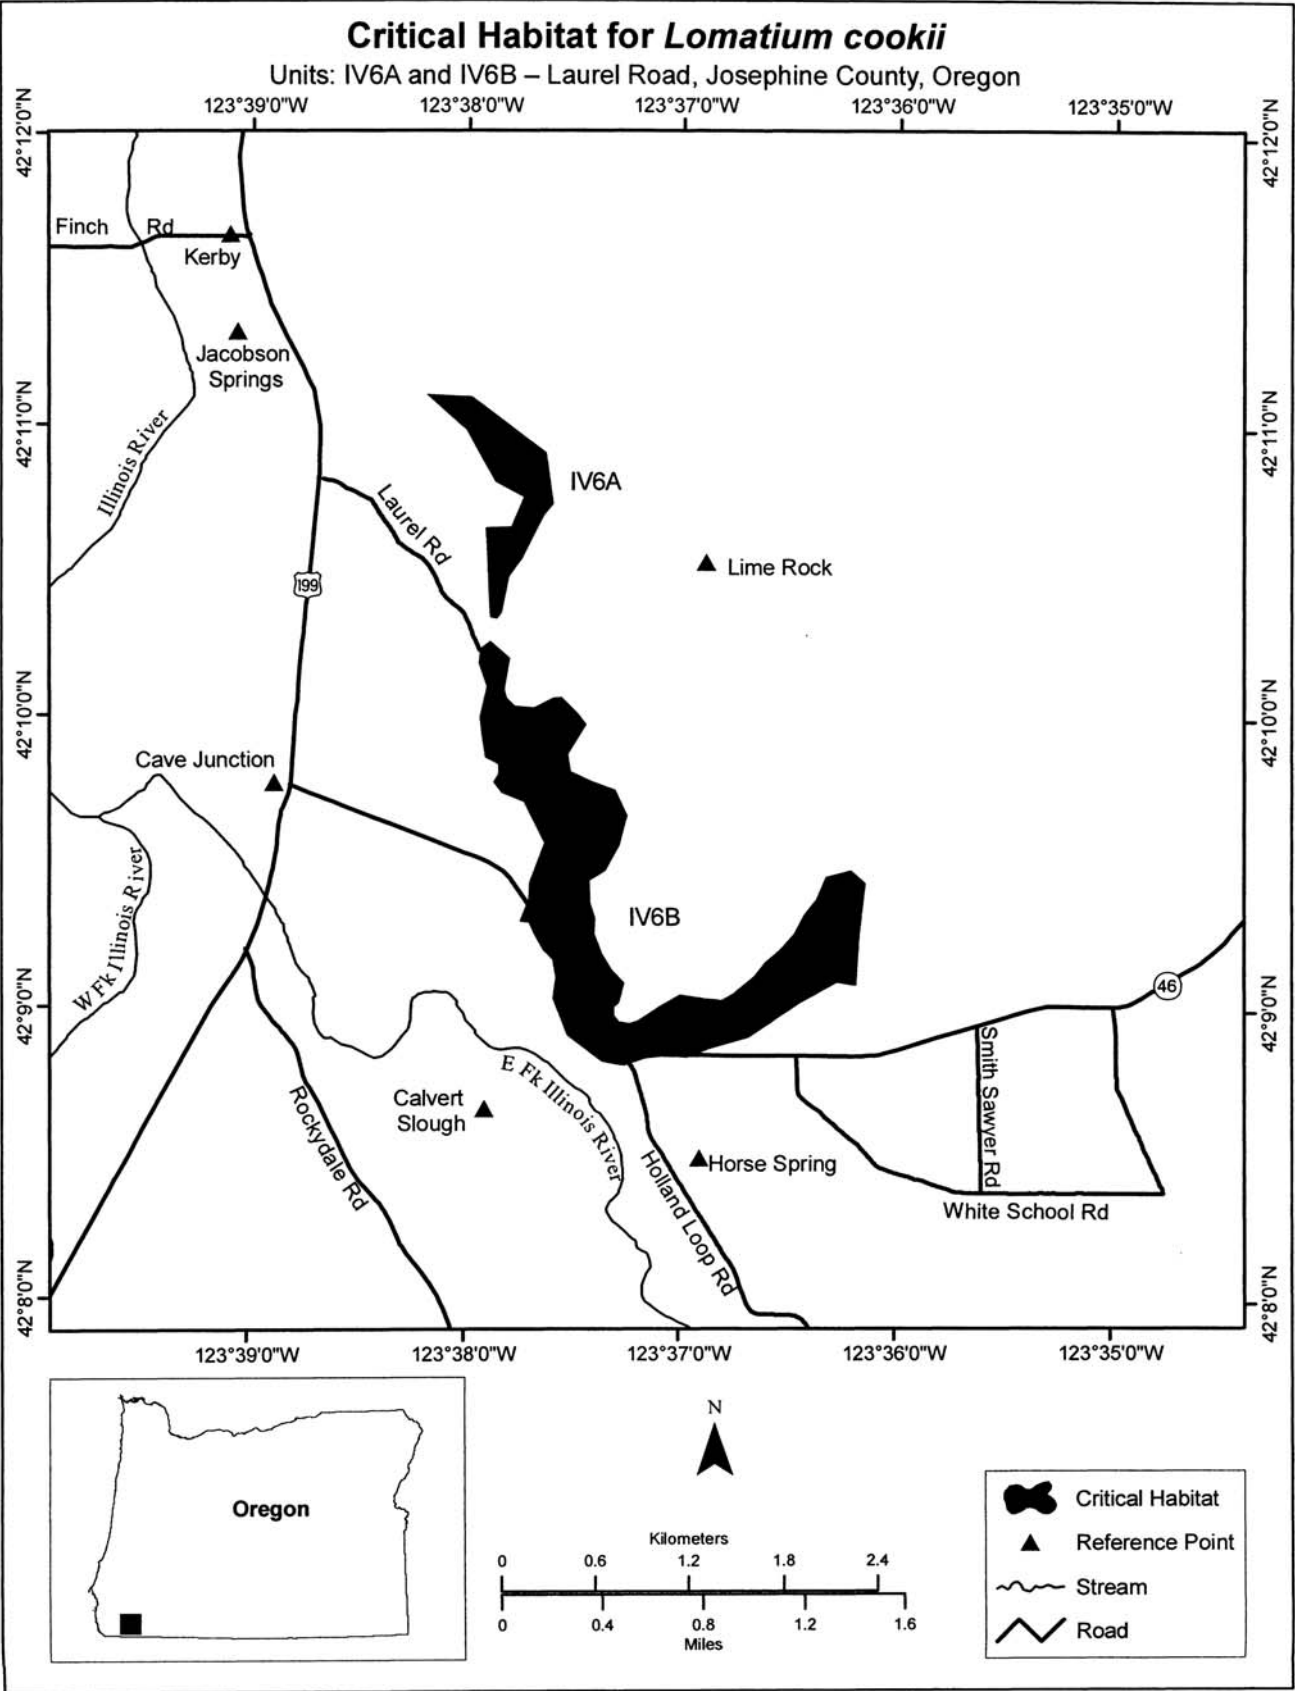 Critical Habitat for Lomatium cookii
Units: IV6A and IV6B – Laurel Road, Josephine County, Oregon
123°39'0"W 123°38'0"W 123°37'0"W 123°36'0"W 123°35'0"W
42°12'0"N
42°12'0"N
Finch Rd
Kerby
Jacobson
Springs
42°11'0"N
42°11'0"N
Illinois River
IV6A
Laurel Rd
Lime Rock
199
42°10'0"N
42°10'0"N
Cave Junction
W Fk Illinois River
IV6B
46
42°9'0"N
42°9'0"N
E Fk Illinois River
Smith Sawyer Rd
Calvert
Slough
Rockydale Rd
Holland Loop Rd
Horse Spring
White School Rd
42°8'0"N
42°8'0"N
123°39'0"W 123°38'0"W 123°37'0"W 123°36'0"W 123°35'0"W
Oregon
N
Kilometers
0 0.6 1.2 1.8 2.4
0 0.4 0.8 1.2 1.6
Miles
Critical Habitat
Reference Point
Stream
Road